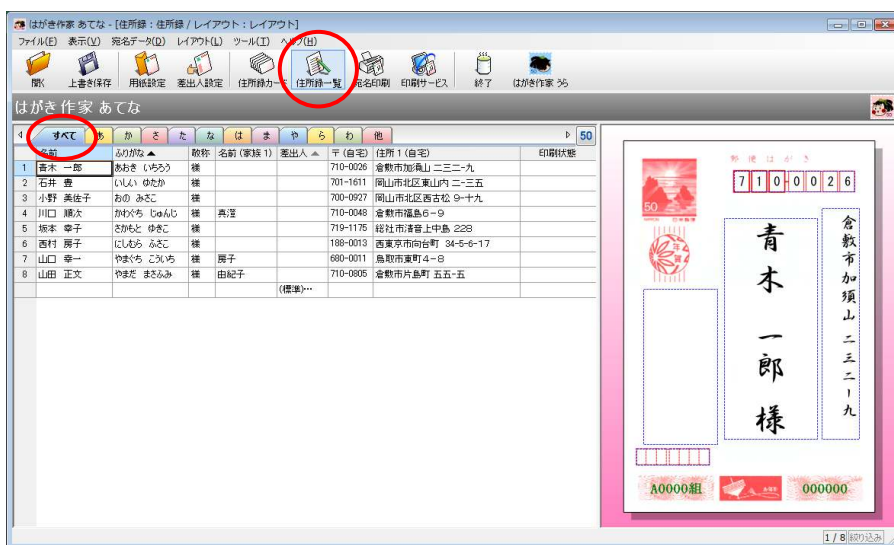 はがき作家 あてな - [住所録：住所録 / レイアウト：レイアウト]
ファイル(F) 表示(V) 宛名データ(D) レイアウト(L) ツール(T) ヘルプ(H)
開く 上書き保存 用紙設定 差出人設定 住所録カード 住所録一覧 宛名印刷 印刷サービス 終了 はがき作家 うら
はがき作家 あてな
すべて あ か さ た な は ま や ら わ 他 50
名前 ふりがな 敬称 名前(家族1) 差出人 〒(自宅) 住所1(自宅) 印刷状態
1 青木 一郎 あおき いちろう 様 710-0026 倉敷市加須山 二三二-九
2 石井 豊 いしい ゆたか 様 701-1611 岡山市北区東山内 二-三五
3 小野 美佐子 おの みさこ 様 700-0927 岡山市北区西古松 9-十九
4 川口 順次 かわぐち じゅんじ 様 真澄 710-0048 倉敷市福島6-9
5 坂本 幸子 さかもと ゆきこ 様 719-1175 総社市清音上中島 228
6 西村 房子 にしむら ふさこ 様 188-0013 西東京市向台町 34-5-6-17
7 山口 幸一 やまぐち こういち 様 房子 680-0011 鳥取市東町4-8
8 山田 正文 やまだ まさふみ 様 由紀子 710-0805 倉敷市片島町 五五-五
(標準)…
郵便はがき
50
7100026
倉敷市加須山 二三二-九
青木 一郎 様
A0000組 000000
1 / 8 絞り込み